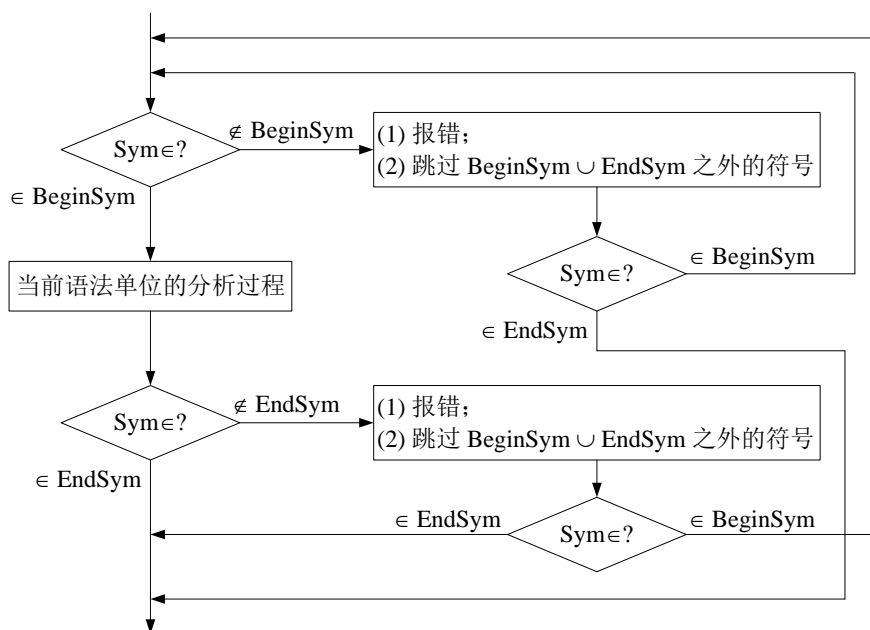 Sym∈?
∉ BeginSym
(1) 报错；
(2) 跳过 BeginSym ∪ EndSym 之外的符号
∈ BeginSym
Sym∈?
∈ BeginSym
当前语法单位的分析过程
∈ EndSym
Sym∈?
∉ EndSym
(1) 报错；
(2) 跳过 BeginSym ∪ EndSym 之外的符号
∈ EndSym
∈ EndSym
Sym∈?
∈ BeginSym